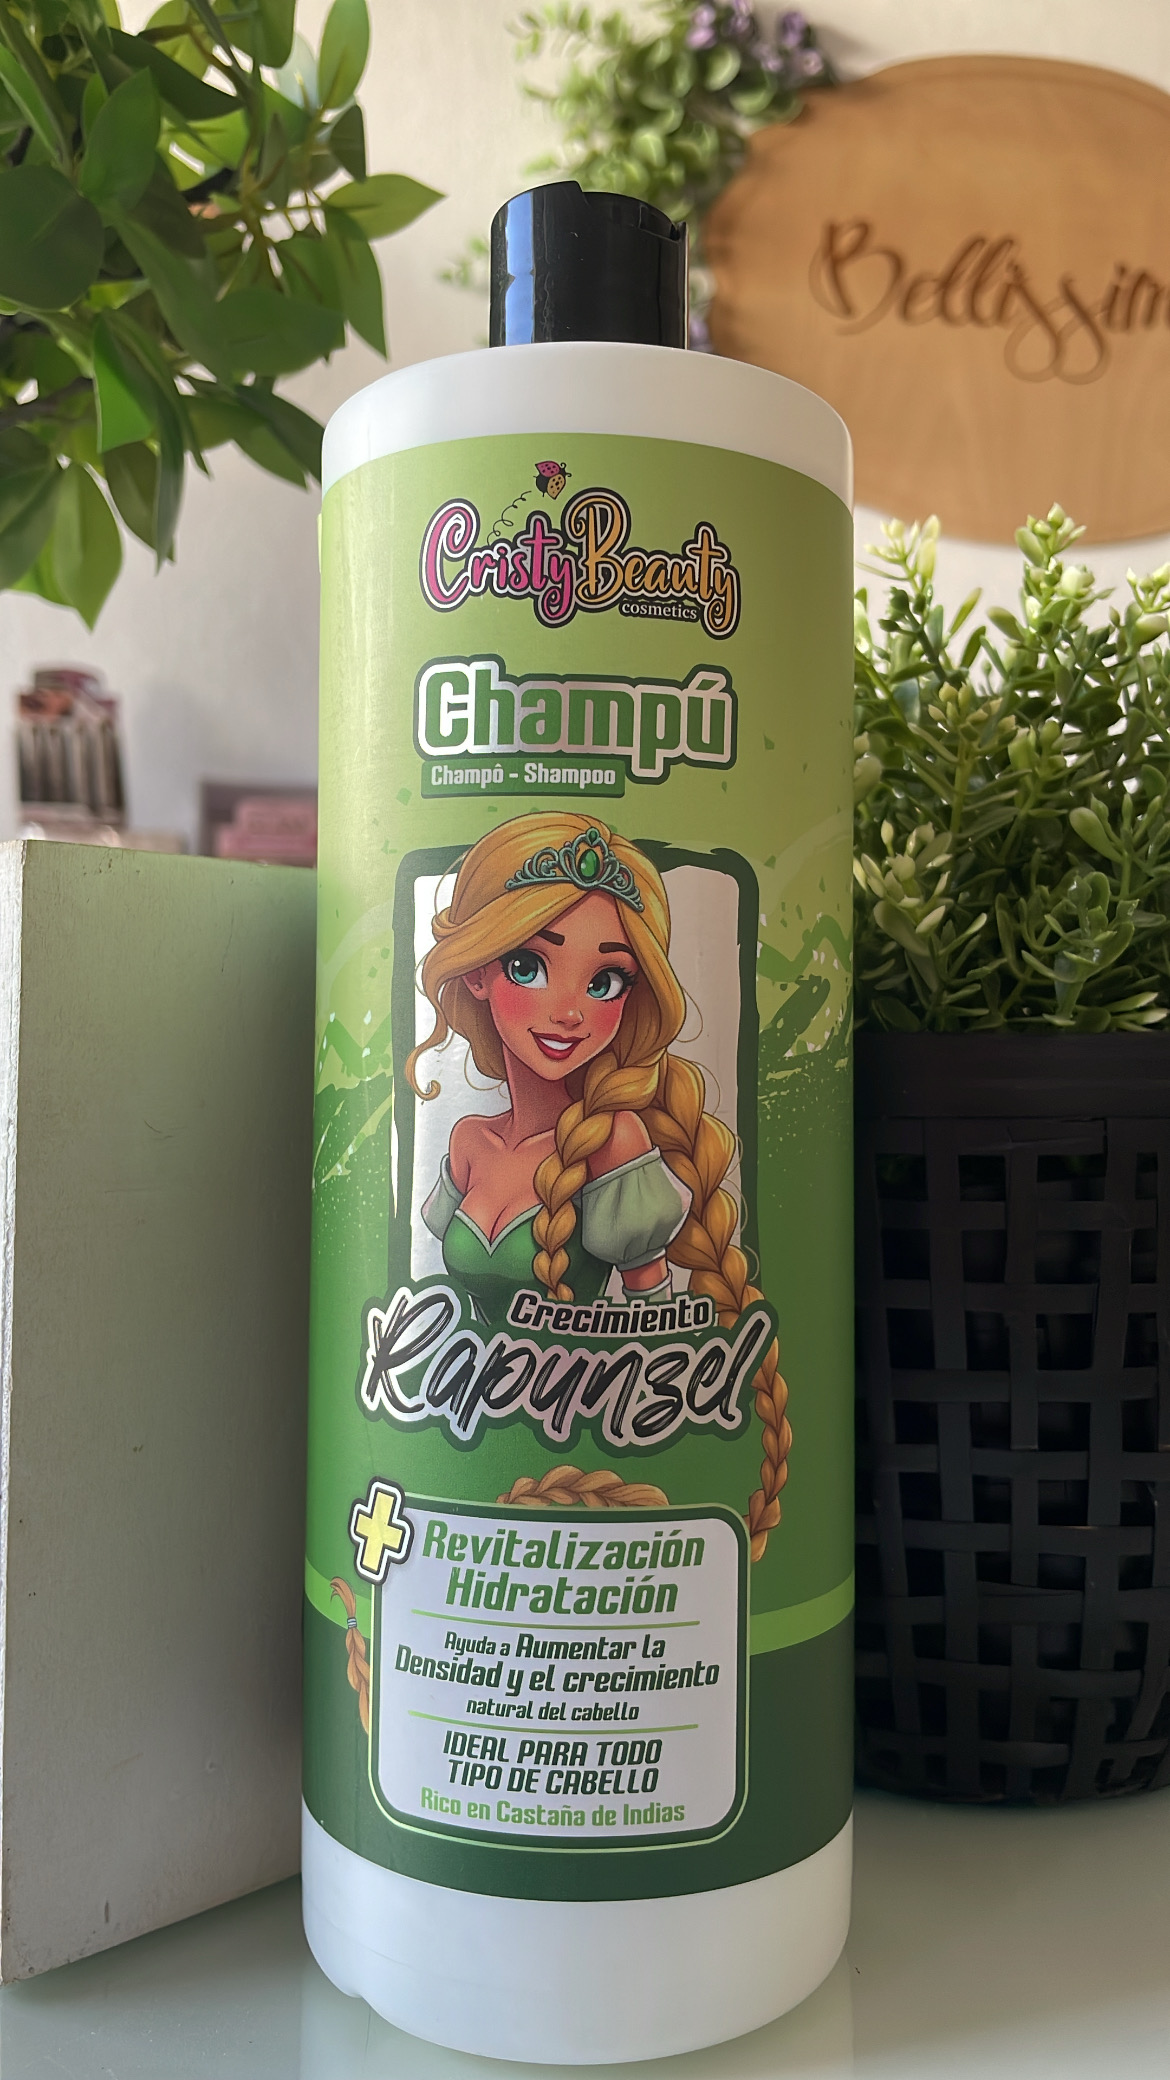 Bellissim
CristyBeauty
cosmetics
Champú
Champô - Shampoo
Crecimiento
Rapunzel
+ Revitalización
Hidratación
Ayuda a Aumentar la
Densidad y el crecimiento
natural del cabello
IDEAL PARA TODO
TIPO DE CABELLO
Rico en Castaña de Indias